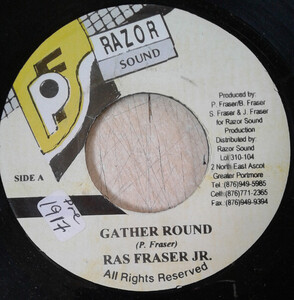 RAZOR
SOUND
Produced by:
P. Fraser/B. Fraser
S. Fraser & J. Fraser
for Razor Sound
Production
Distributed by:
Razor Sound
Lot 310-104
2 North East Ascot
Greater Portmore
Tel: (876)949-5985
Cell:(876)771-2365
Fax.:(876)949-9394
SIDE A
pre
1917
GATHER ROUND
(P. Fraser)
RAS FRASER JR.
All Rights Reserved